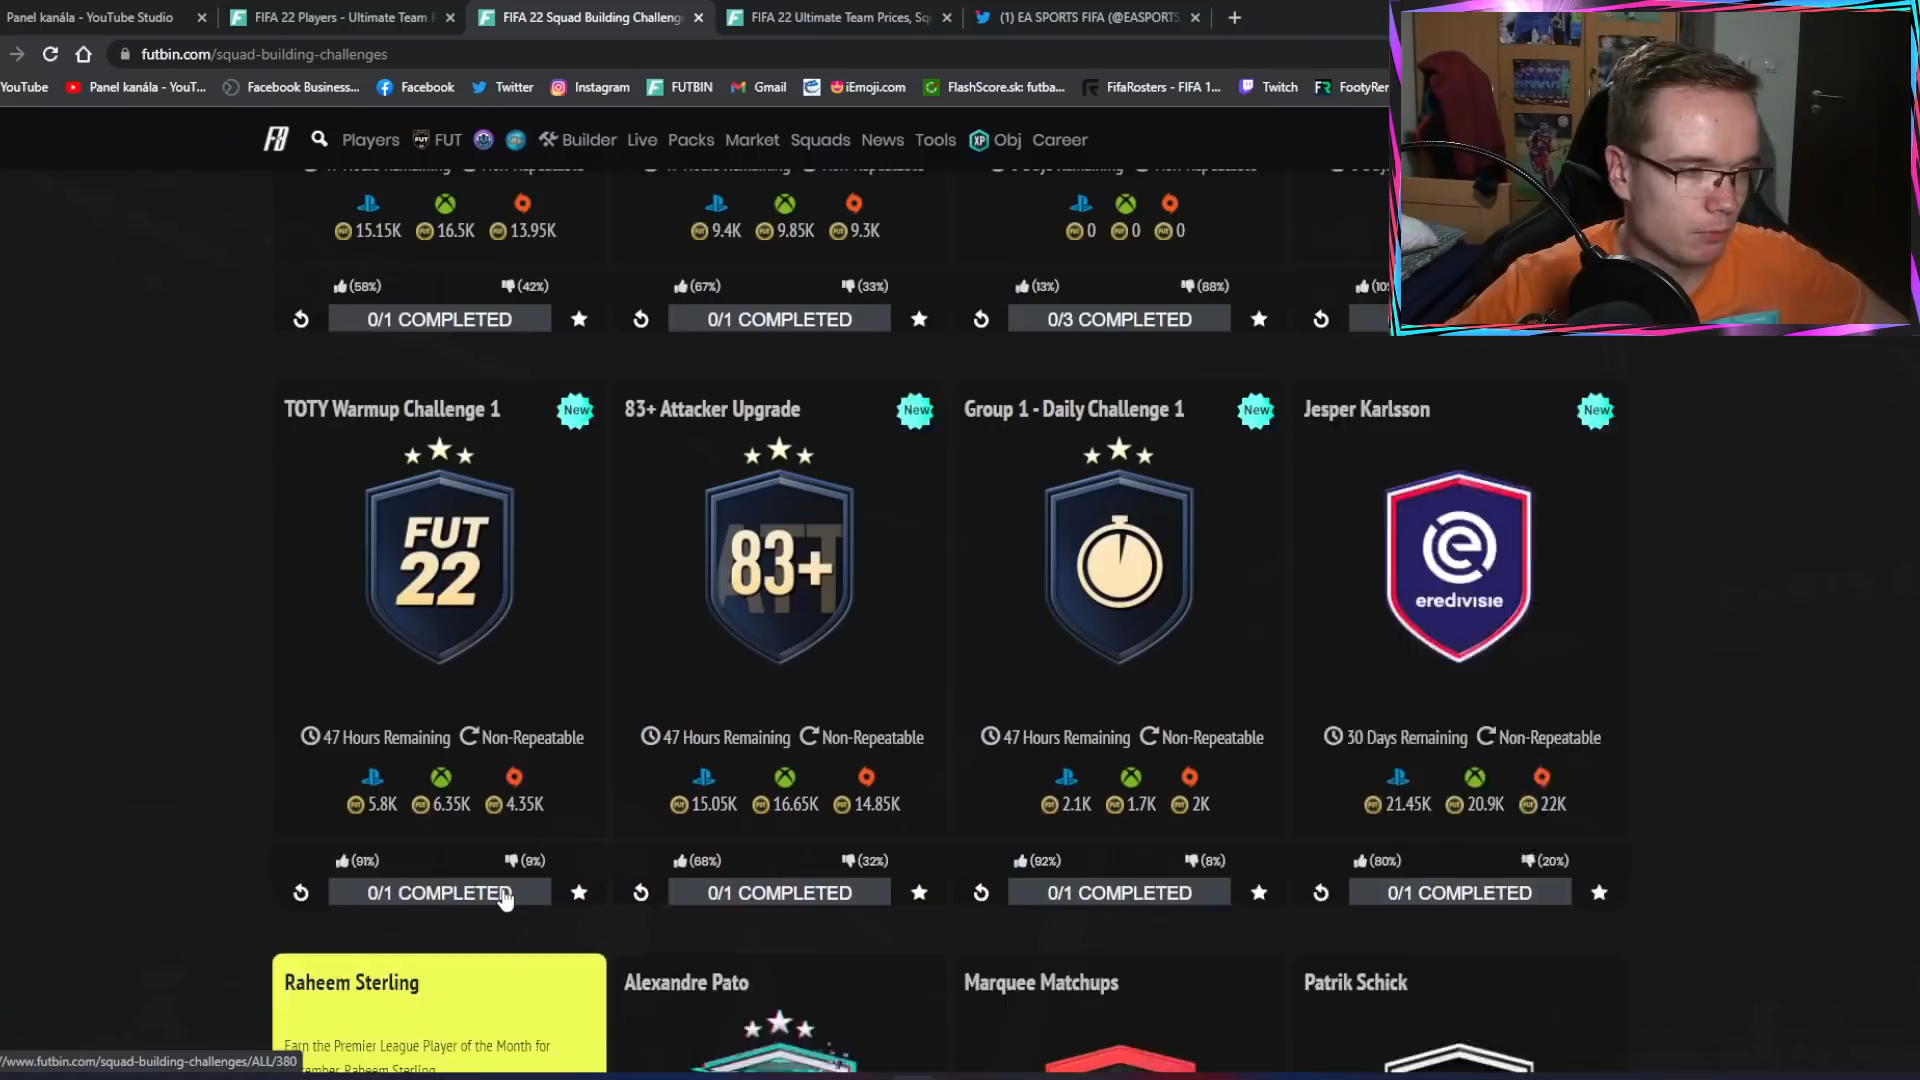 Panel kanála - YouTube Studio
FIFA 22 Players - Ultimate Team
FIFA 22 Squad Building Challeng
FIFA 22 Ultimate Team Prices, Sq
(1) EA SPORTS FIFA (@EASPORTS
futbin.com/squad-building-challenges
YouTube
Panel kanála - YouT...
Facebook Business...
Facebook
Twitter
Instagram
FUTBIN
Gmail
iEmoji.com
FlashScore.sk: futba...
FifaRosters - FIFA 1...
Twitch
FootyRen
Players
FUT
Builder
Live
Packs
Market
Squads
News
Tools
XP
Obj
Career
15.15K 16.5K 13.95K
9.4K 9.85K 9.3K
0 0 0
(58%) (42%)
(67%) (33%)
(13%) (88%)
0/1 COMPLETED
0/1 COMPLETED
0/3 COMPLETED
TOTY Warmup Challenge 1
New
83+ Attacker Upgrade
New
Group 1 - Daily Challenge 1
New
Jesper Karlsson
New
FUT
22
ATT
83+
eredivisie
47 Hours Remaining Non-Repeatable
47 Hours Remaining Non-Repeatable
47 Hours Remaining Non-Repeatable
30 Days Remaining Non-Repeatable
5.8K 6.35K 4.35K
15.05K 16.65K 14.85K
2.1K 1.7K 2K
21.45K 20.9K 22K
(91%) (9%)
(68%) (32%)
(92%) (8%)
(80%) (20%)
0/1 COMPLETED
0/1 COMPLETED
0/1 COMPLETED
0/1 COMPLETED
Raheem Sterling
Alexandre Pato
Marquee Matchups
Patrik Schick
Earn the Premier League Player of the Month for
Raheem Sterling
//www.futbin.com/squad-building-challenges/ALL/380